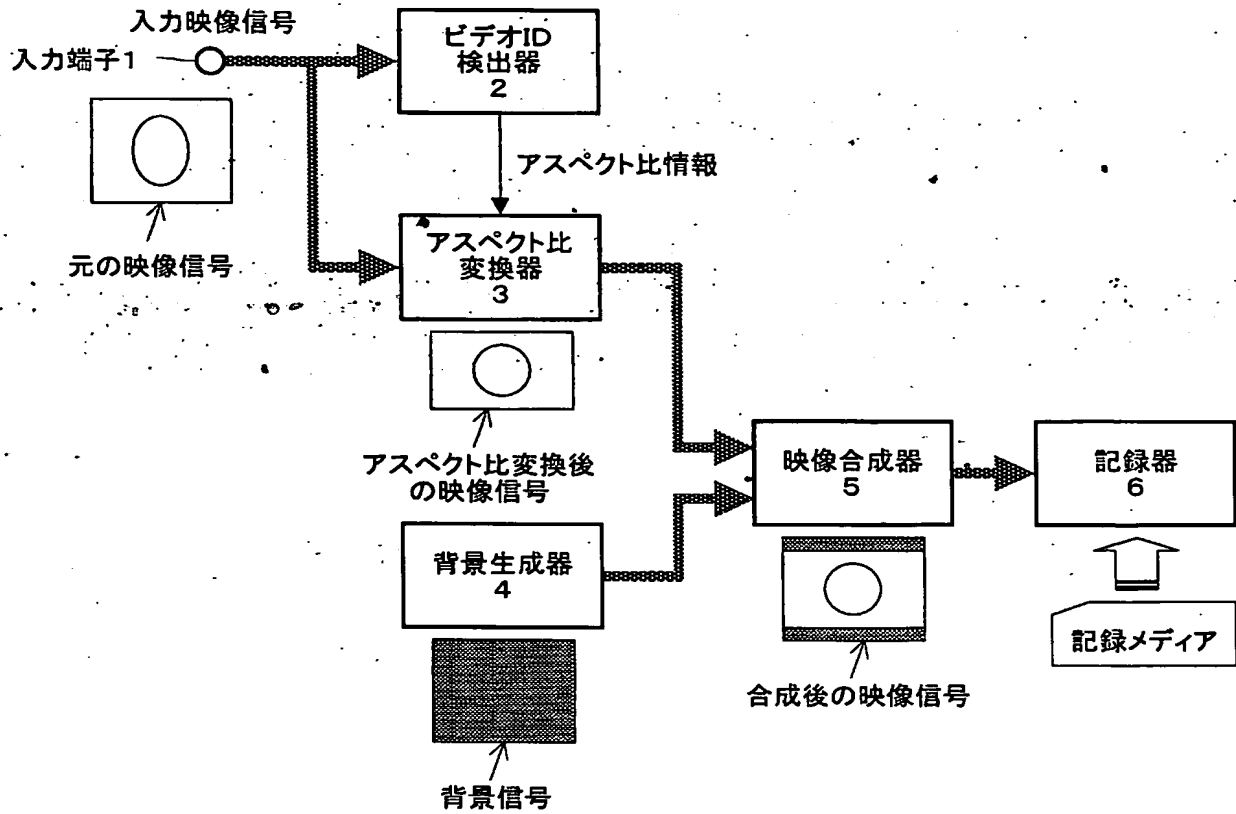 入力映像信号
入力端子1
ビデオID
検出器
2
アスペクト比情報
元の映像信号
アスペクト比
変換器
3
アスペクト比変換後
の映像信号
映像合成器
5
記録器
6
背景生成器
4
記録メディア
合成後の映像信号
背景信号